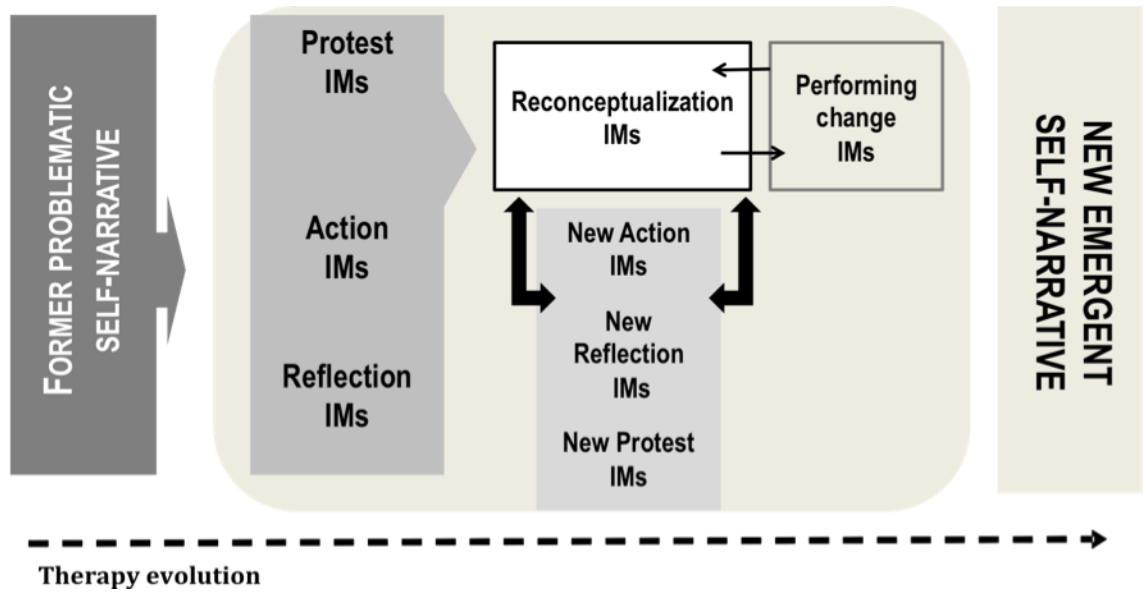 FORMER PROBLEMATIC
SELF-NARRATIVE
Protest
IMs
Action
IMs
Reflection
IMs
Reconceptualization
IMs
Performing
change
IMs
New Action
IMs
New
Reflection
IMs
New Protest
IMs
NEW EMERGENT
SELF-NARRATIVE
Therapy evolution